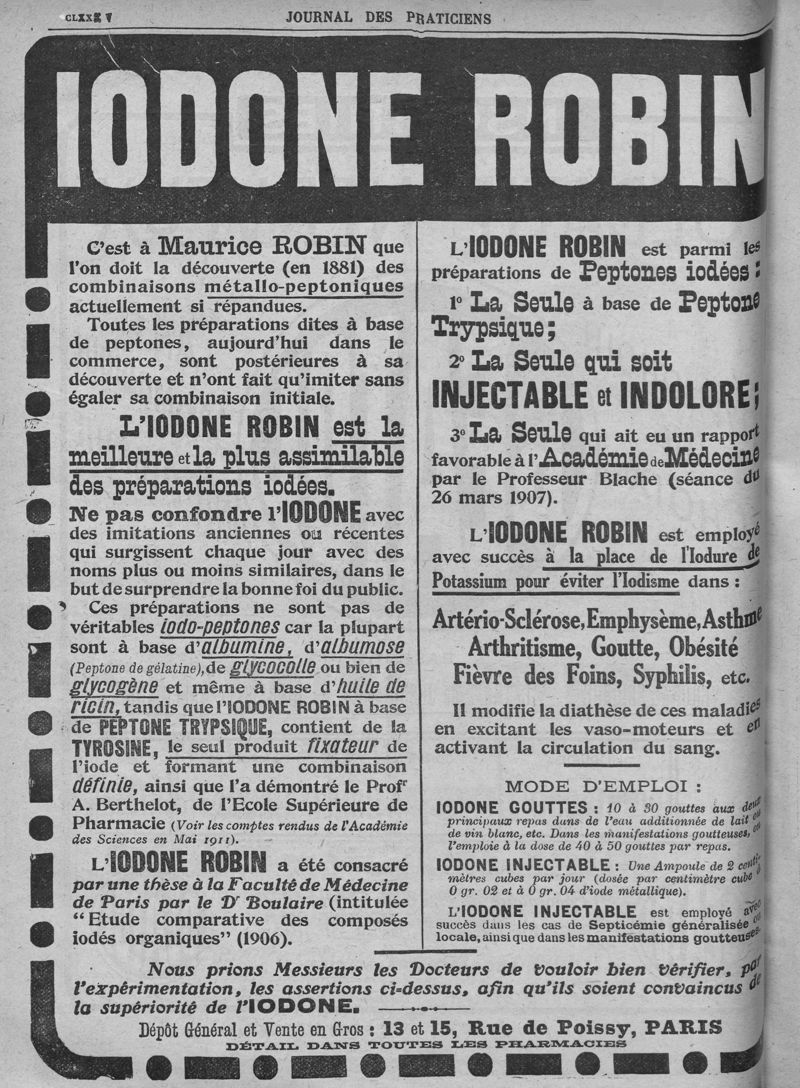 JOURNAL DES PRATICIENS
IODONE ROBIN
C'est à Maurice ROBIN que
l'on doit la découverte (en 1881) des
combinaisons métallo-peptoniques
actuellement si répandues.
Toutes les préparations dites à base
de peptones, aujourd'hui dans le
commerce, sont postérieures à sa
découverte et n'ont fait qu'imiter sans
égaler sa combinaison initiale.
L'IODONE ROBIN est la
meilleure et la plus assimilable
des préparations iodées.
Ne pas confondre l'IODONE avec
des imitations anciennes ou récentes
qui surgissent chaque jour avec des
noms plus ou moins similaires, dans le
but de surprendre la bonne foi du public.
Ces préparations ne sont pas de
véritables iodo-peptones car la plupart
sont à base d'albumine, d'albumose
(Peptone de gélatine), de glycocolle ou bien de
glycogène et même à base d'huile de
ricin, tandis que l'IODONE ROBIN à base
de PEPTONE TRYPSIQUE, contient de la
TYROSINE, le seul produit fixateur de
l'iode et formant une combinaison
définie, ainsi que l'a démontré le Profr
A. Berthelot, de l'Ecole Supérieure de
Pharmacie (Voir les comptes rendus de l'Académie
des Sciences en Mai 1911).
L'IODONE ROBIN a été consacré
par une thèse à la Faculté de Médecine
de Paris par le Dr Boulaire (intitulée
"Etude comparative des composés
iodés organiques" (1906).
L'IODONE ROBIN est parmi les
préparations de Peptones iodées :
1° La Seule à base de Peptone
Trypsique;
2° La Seule qui soit
INJECTABLE et INDOLORE;
3° La Seule qui ait eu un rapport
favorable à l'Académie de Médecine
par le Professeur Blache (séance du
26 mars 1907).
L'IODONE ROBIN est employé
avec succès à la place de l'Iodure de
Potassium pour éviter l'Iodisme dans :
Artério-Sclérose, Emphysème, Asthme
Arthritisme, Goutte, Obésité
Fièvre des Foins, Syphilis, etc.
Il modifie la diathèse de ces maladies
en excitant les vaso-moteurs et en
activant la circulation du sang.
MODE D'EMPLOI :
IODONE GOUTTES : 10 à 30 gouttes aux deux
principaux repas dans de l'eau additionnée de lait
de vin blanc, etc. Dans les manifestations goutteuses, on
l'emploie à la dose de 40 à 50 gouttes par repas.
IODONE INJECTABLE : Une Ampoule de 2 centi-
mètres cubes par jour (dosée par centimètre cube à
0 gr. 02 et à 0 gr. 04 d'iode métallique).
L'IODONE INJECTABLE est employé avec
succès dans les cas de Septicémie généralisée ou
locale, ainsi que dans les manifestations goutteuses
Nous prions Messieurs les Docteurs de vouloir bien vérifier, par
l'expérimentation, les assertions ci-dessus, afin qu'ils soient convaincus de
la supériorité de l'IODONE.
Dépôt Général et Vente en Gros : 13 et 15, Rue de Poissy, PARIS
DÉTAIL DANS TOUTES LES PHARMACIES